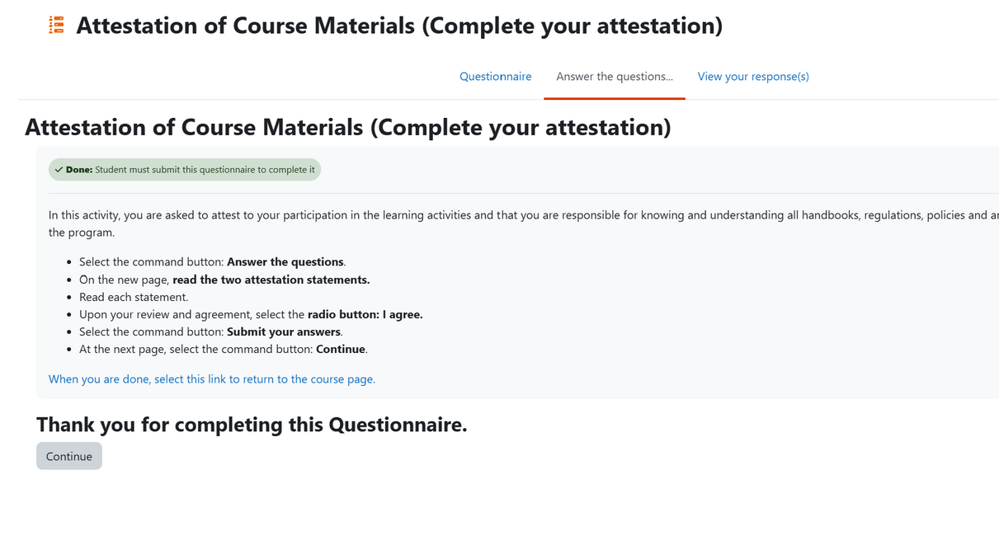 Attestation of Course Materials (Complete your attestation)
Questionnaire
Answer the questions...
View your response(s)
Attestation of Course Materials (Complete your attestation)
Done: Student must submit this questionnaire to complete it
In this activity, you are asked to attest to your participation in the learning activities and that you are responsible for knowing and understanding all handbooks, regulations, policies and
the program.
Select the command button: Answer the questions.
On the new page, read the two attestation statements.
Read each statement.
Upon your review and agreement, select the radio button: I agree.
Select the command button: Submit your answers.
At the next page, select the command button: Continue.
When you are done, select this link to return to the course page.
Thank you for completing this Questionnaire.
Continue